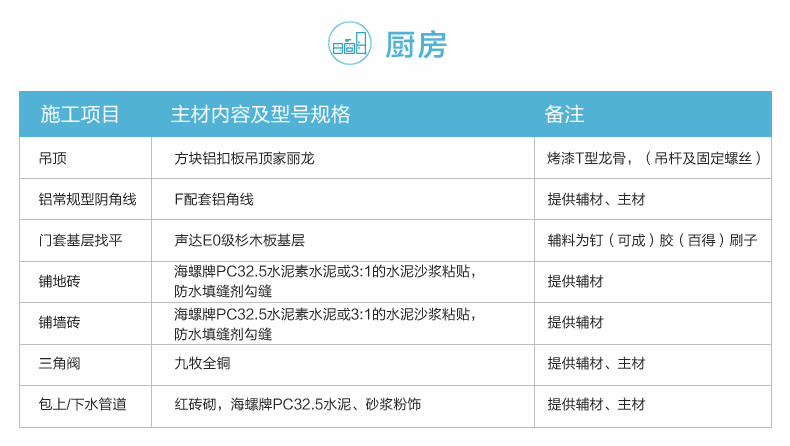 厨房
施工项目 主材内容及型号规格 备注
吊顶 方块铝扣板吊顶家丽龙 烤漆T型龙骨，（吊杆及固定螺丝）
铝常规型阴角线 F配套铝角线 提供辅材、主材
门套基层找平 声达E0级杉木板基层 辅料为钉（可成）胶（百得）刷子
铺地砖 海螺牌PC32.5水泥素水泥或3:1的水泥沙浆粘贴，
防水填缝剂勾缝 提供辅材
铺墙砖 海螺牌PC32.5水泥素水泥或3:1的水泥沙浆粘贴，
防水填缝剂勾缝 提供辅材
三角阀 九牧全铜 提供辅材、主材
包上/下水管道 红砖砌，海螺牌PC32.5水泥、砂浆粉饰 提供辅材、主材